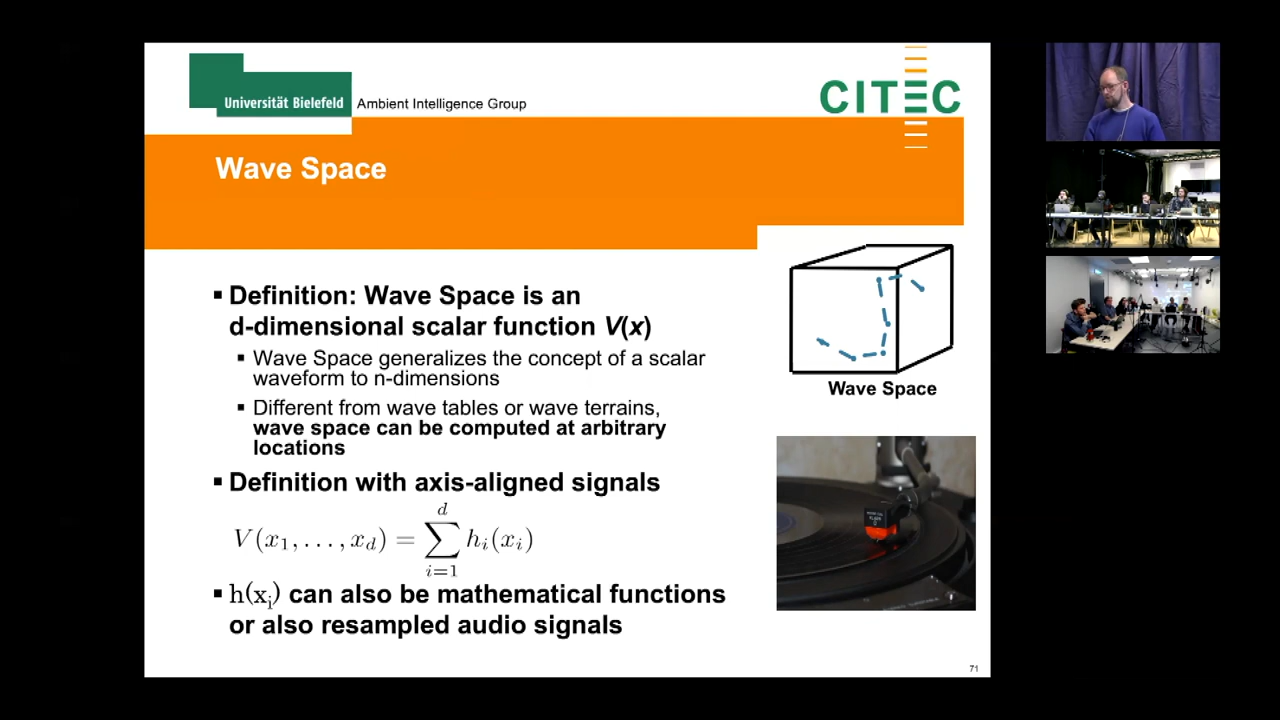 Universität Bielefeld
Ambient Intelligence Group
CITEC
Wave Space
▪ Definition: Wave Space is an
d-dimensional scalar function V(x)
▪ Wave Space generalizes the concept of a scalar
waveform to n-dimensions
▪ Different from wave tables or wave terrains,
wave space can be computed at arbitrary
locations
▪ Definition with axis-aligned signals
V(x₁, . . . , x_d) = ∑_{i=1}^{d} h_i(x_i)
▪ h(x_i) can also be mathematical functions
or also resampled audio signals
Wave Space
71